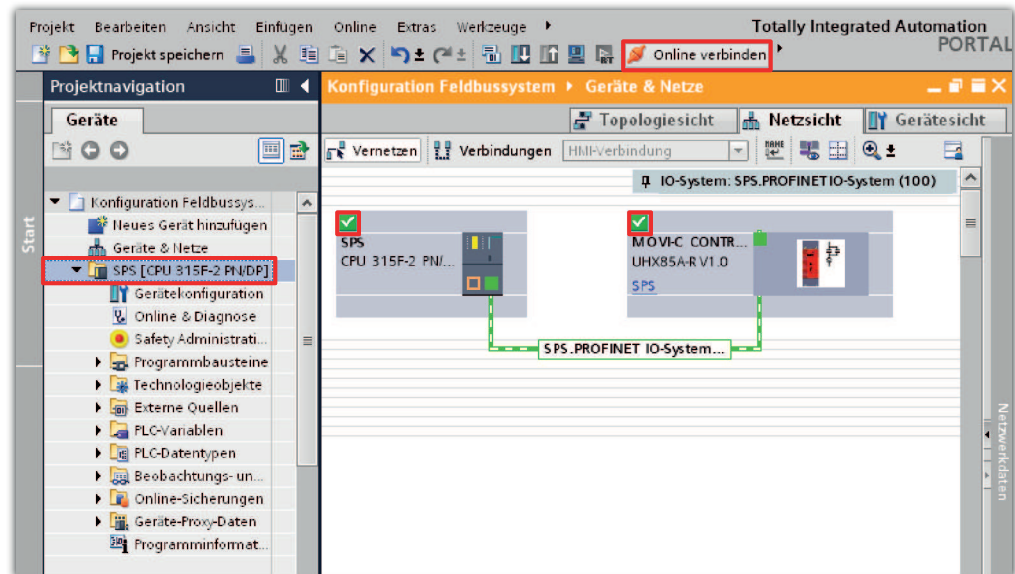 Projekt Bearbeiten Ansicht Einfügen Online Extras Werkzeuge
Totally Integrated Automation
PORTAL
Projekt speichern
Online verbinden
Projektnavigation
Konfiguration Feldbussystem Geräte & Netze
Geräte
Topologiesicht Netzsicht Gerätesicht
Vernetzen Verbindungen HMI-Verbindung
IO-System: SPS.PROFINET IO-System (100)
Start
Konfiguration Feldbussys...
Neues Gerät hinzufügen
Geräte & Netze
SPS [CPU 315F-2 PN/DP]
Gerätekonfiguration
Online & Diagnose
Safety Administrati...
Programmbausteine
Technologieobjekte
Externe Quellen
PLC-Variablen
PLC-Datentypen
Beobachtungs- un...
Online-Sicherungen
Geräte-Proxy-Daten
Programminformat...
SPS
CPU 315F-2 PN/...
MOVI-C CONTR...
UHX85A-R V1.0
SPS
SPS.PROFINET IO-System...
Netzwerkdaten